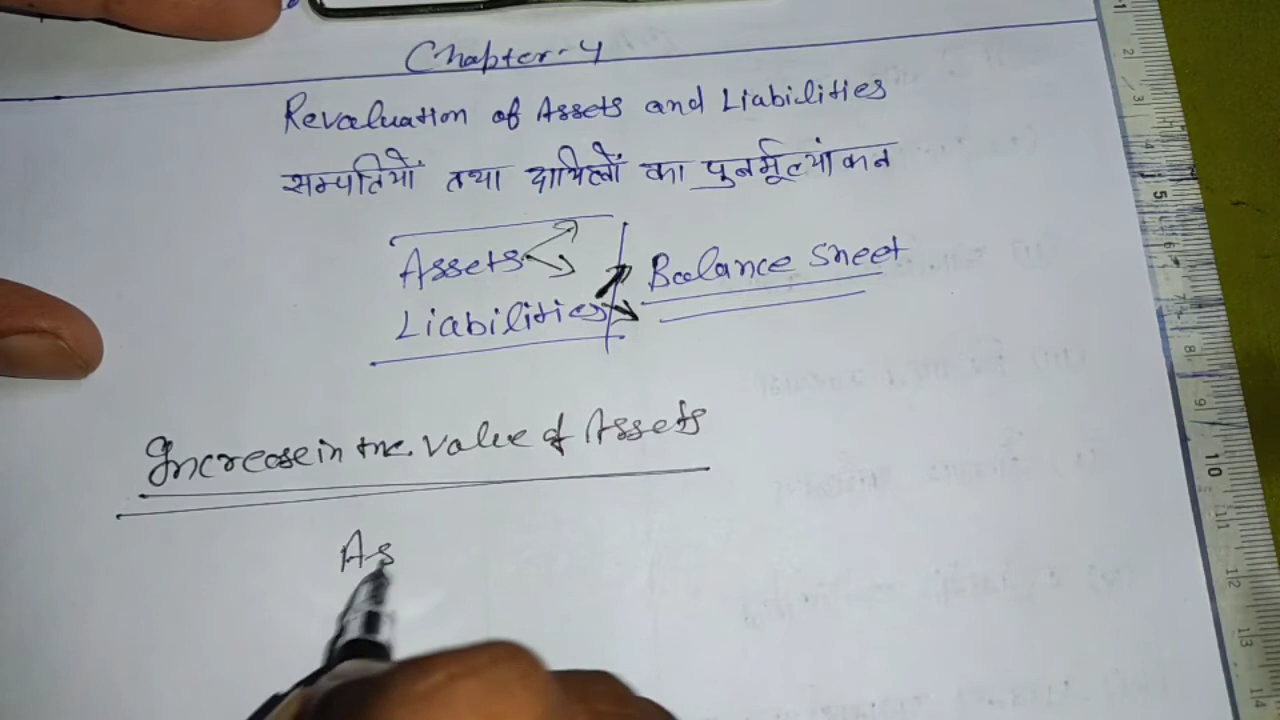 Chapter-4
Revaluation of Assets and Liabilities
सम्पतियों तथा दायित्वों का पुनर्मूल्यांकन
Assets
Liabilities
Balance Sheet
Increase in the value of Assets
As